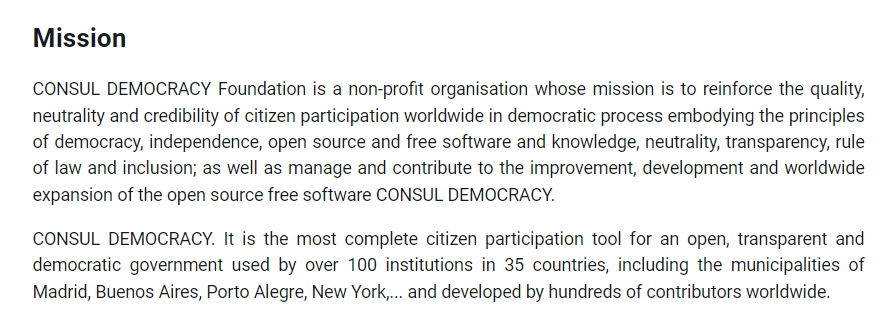 Mission
CONSUL DEMOCRACY Foundation is a non-profit organisation whose mission is to reinforce the quality,
neutrality and credibility of citizen participation worldwide in democratic process embodying the principles
of democracy, independence, open source and free software and knowledge, neutrality, transparency, rule
of law and inclusion; as well as manage and contribute to the improvement, development and worldwide
expansion of the open source free software CONSUL DEMOCRACY.
CONSUL DEMOCRACY. It is the most complete citizen participation tool for an open, transparent and
democratic government used by over 100 institutions in 35 countries, including the municipalities of
Madrid, Buenos Aires, Porto Alegre, New York,... and developed by hundreds of contributors worldwide.